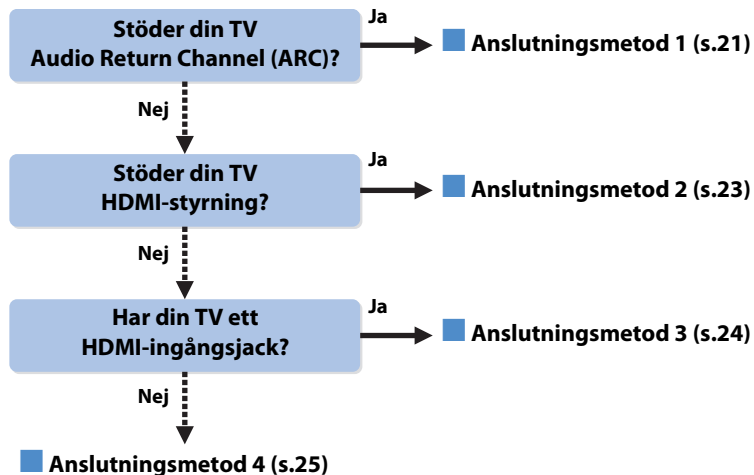 Stöder din TV
Audio Return Channel (ARC)?
Ja
Anslutningsmetod 1 (s.21)
Nej
Stöder din TV
HDMI-styrning?
Ja
Anslutningsmetod 2 (s.23)
Nej
Har din TV ett
HDMI-ingångsjack?
Ja
Anslutningsmetod 3 (s.24)
Nej
Anslutningsmetod 4 (s.25)